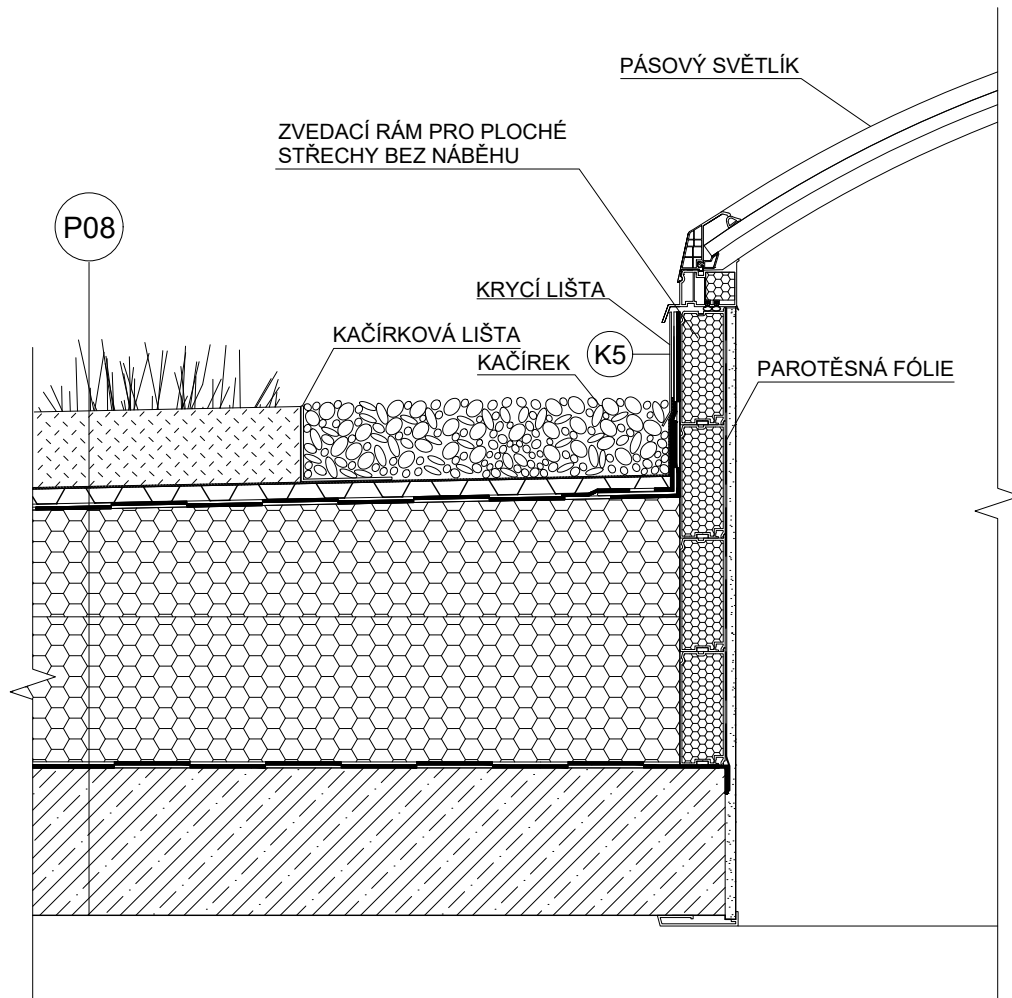 PÁSOVÝ SVĚTLÍK
ZVEDACÍ RÁM PRO PLOCHÉ
STŘECHY BEZ NÁBĚHU
P08
KRYCÍ LIŠTA
KAČÍRKOVÁ LIŠTA
K5
KAČÍREK
PAROTĚSNÁ FÓLIE